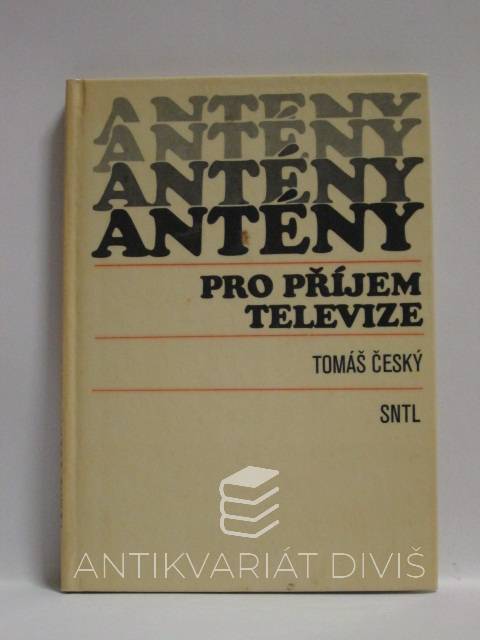 ANTÉNY
ANTÉNY
ANTÉNY
ANTÉNY
PRO PŘÍJEM
TELEVIZE
TOMÁŠ ČESKÝ
SNTL
ANTIKVARIÁT DIVIŠ